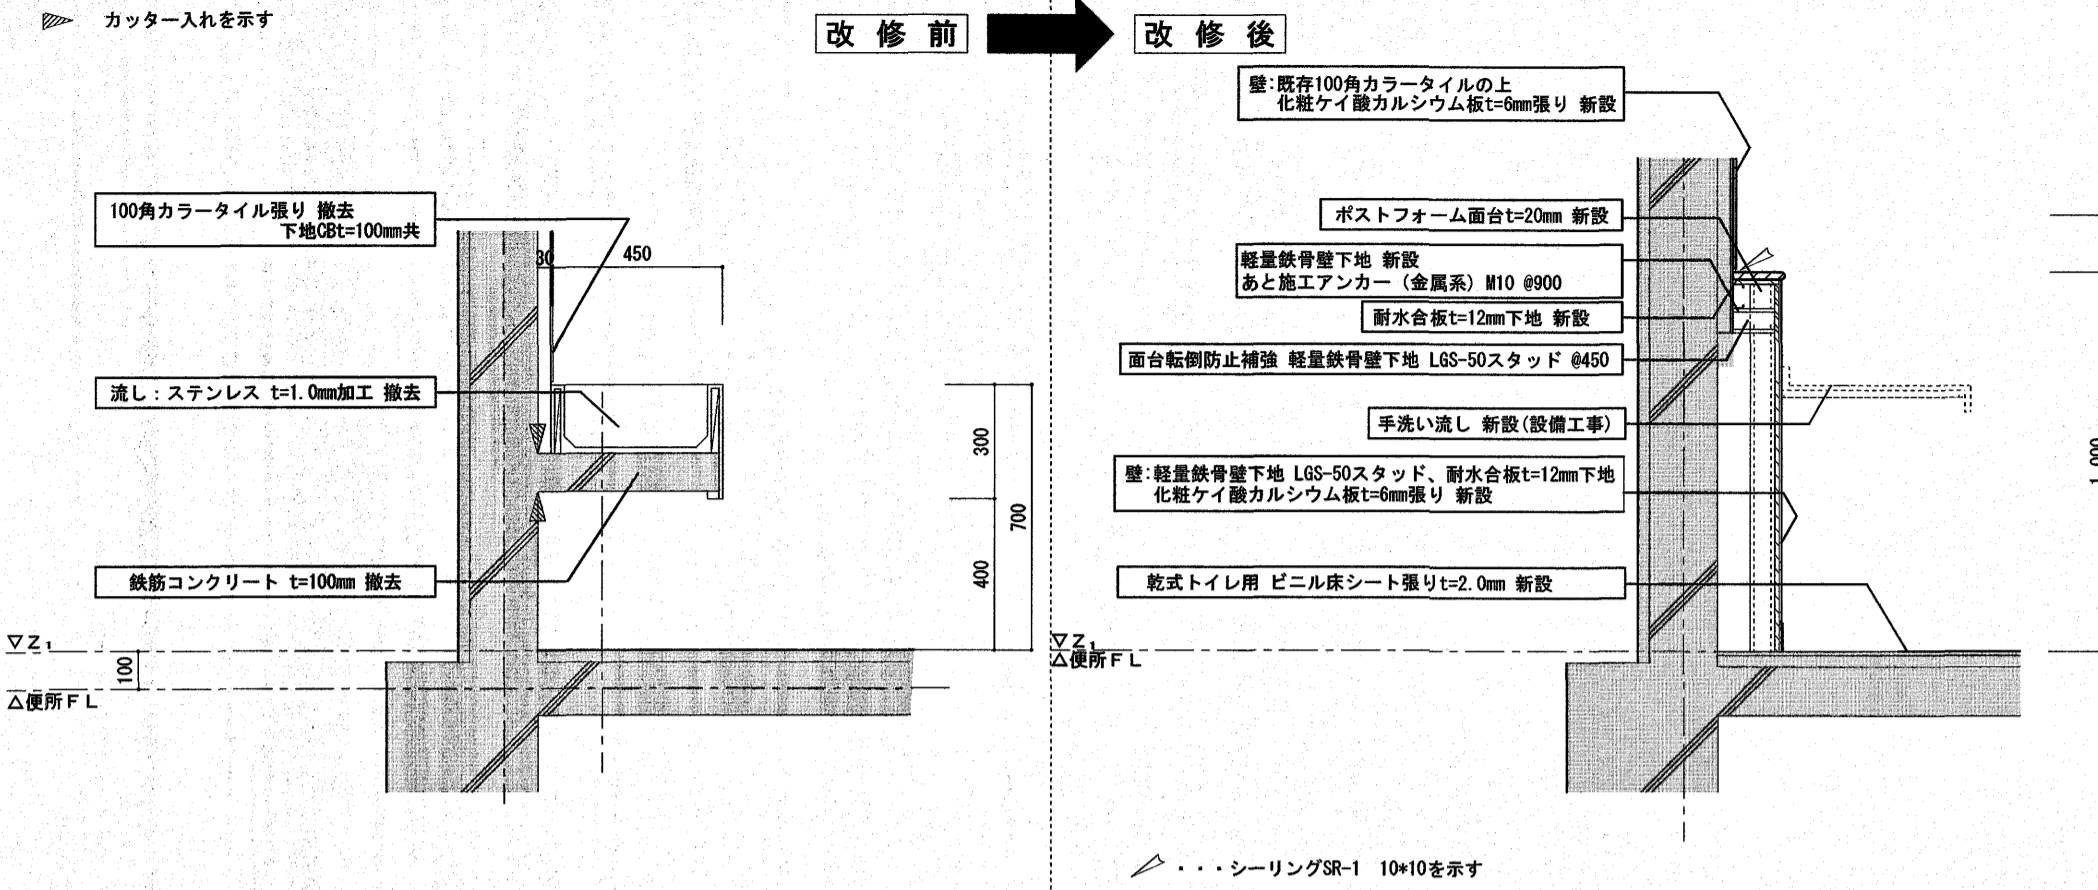 カッター入れを示す
改修前
改修後
100角カラータイル張り 撤去
下地CBt=100mm共
30
450
流し：ステンレス t=1.0mm加工 撤去
鉄筋コンクリート t=100mm 撤去
300
400
700
▽Z₁
100
△便所FL
壁:既存100角カラータイルの上
化粧ケイ酸カルシウム板t=6mm張り 新設
ポストフォーム面台t=20mm 新設
軽量鉄骨壁下地 新設
あと施工アンカー（金属系）M10 @900
耐水合板t=12mm下地 新設
面台転倒防止補強 軽量鉄骨壁下地 LGS-50スタッド @450
手洗い流し 新設(設備工事)
壁:軽量鉄骨壁下地 LGS-50スタッド、耐水合板t=12mm下地
化粧ケイ酸カルシウム板t=6mm張り 新設
乾式トイレ用 ビニル床シート張りt=2.0mm 新設
1,000
▽Z₁
△便所FL
・・・シーリングSR-1 10*10を示す